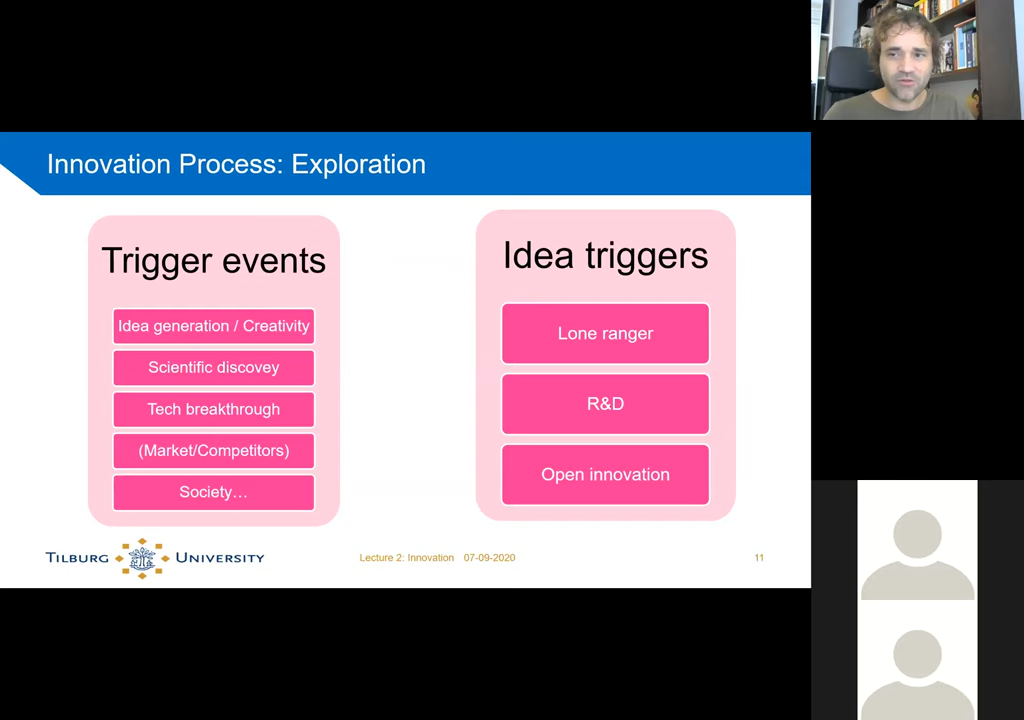 Innovation Process: Exploration
Trigger events
Idea generation / Creativity
Scientific discovey
Tech breakthrough
(Market/Competitors)
Society…
Idea triggers
Lone ranger
R&D
Open innovation
TILBURG UNIVERSITY
Lecture 2: Innovation 07-09-2020
11